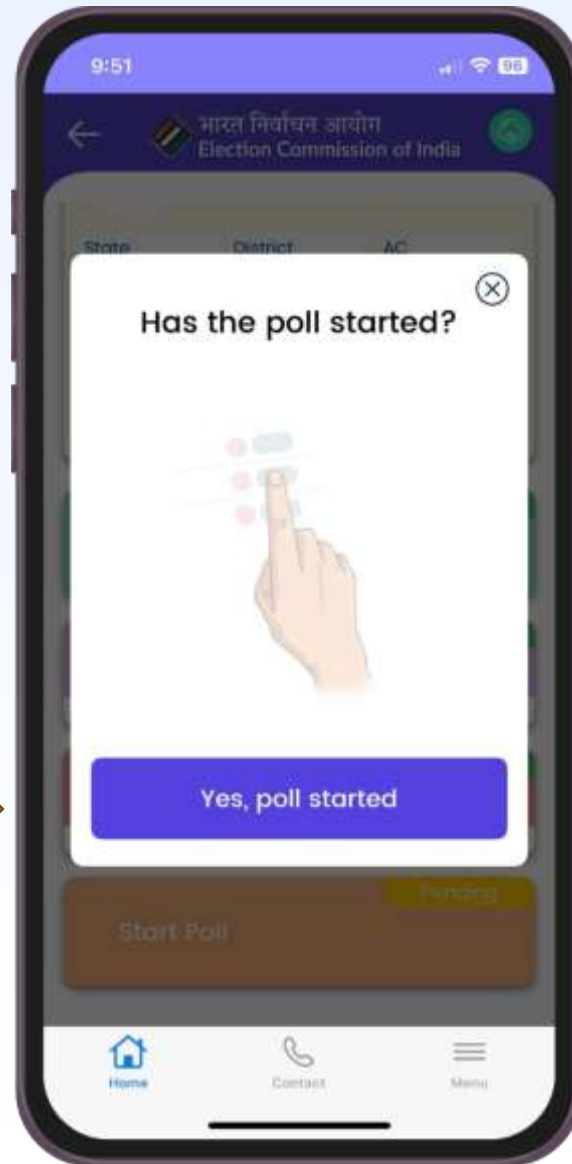 9:51
96
भारत निर्वाचन आयोग
Election Commission of India
State District AC
Has the poll started?
Yes, poll started
Pending
Start Poll
Home Contact Menu